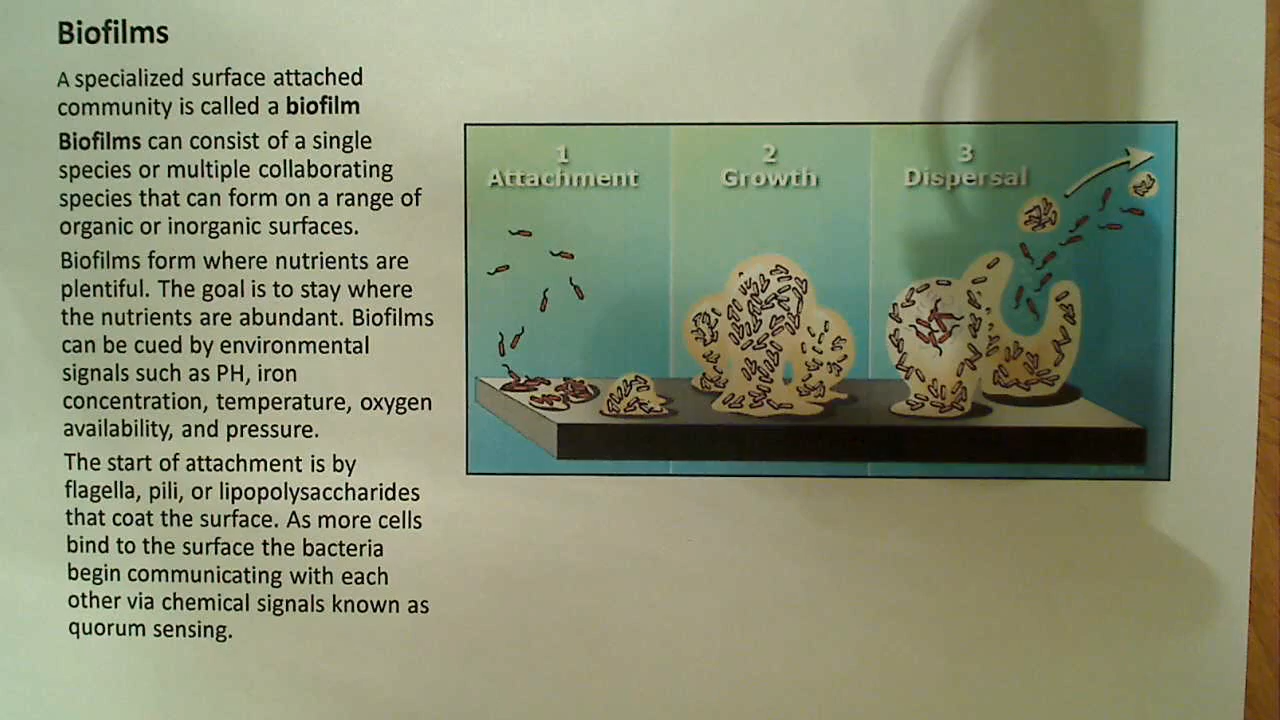 Biofilms
A specialized surface attached
community is called a biofilm
Biofilms can consist of a single
species or multiple collaborating
species that can form on a range of
organic or inorganic surfaces.
Biofilms form where nutrients are
plentiful. The goal is to stay where
the nutrients are abundant. Biofilms
can be cued by environmental
signals such as PH, iron
concentration, temperature, oxygen
availability, and pressure.
The start of attachment is by
flagella, pili, or lipopolysaccharides
that coat the surface. As more cells
bind to the surface the bacteria
begin communicating with each
other via chemical signals known as
quorum sensing.
1
Attachment
2
Growth
3
Dispersal